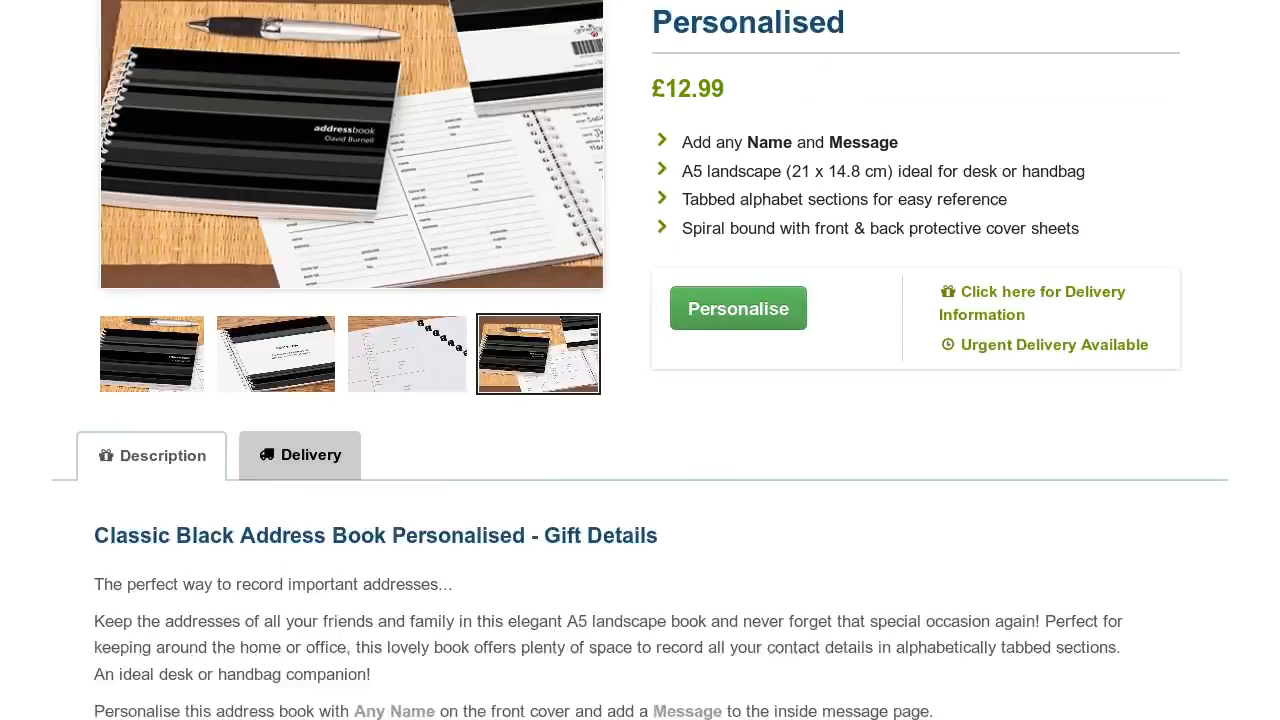 Personalised
£12.99
Add any Name and Message
A5 landscape (21 x 14.8 cm) ideal for desk or handbag
Tabbed alphabet sections for easy reference
Spiral bound with front & back protective cover sheets
addressbook
David Burnell
Personalise
Click here for Delivery
Information
Urgent Delivery Available
Description
Delivery
Classic Black Address Book Personalised - Gift Details
The perfect way to record important addresses...
Keep the addresses of all your friends and family in this elegant A5 landscape book and never forget that special occasion again! Perfect for
keeping around the home or office, this lovely book offers plenty of space to record all your contact details in alphabetically tabbed sections.
An ideal desk or handbag companion!
Personalise this address book with Any Name on the front cover and add a Message to the inside message page.